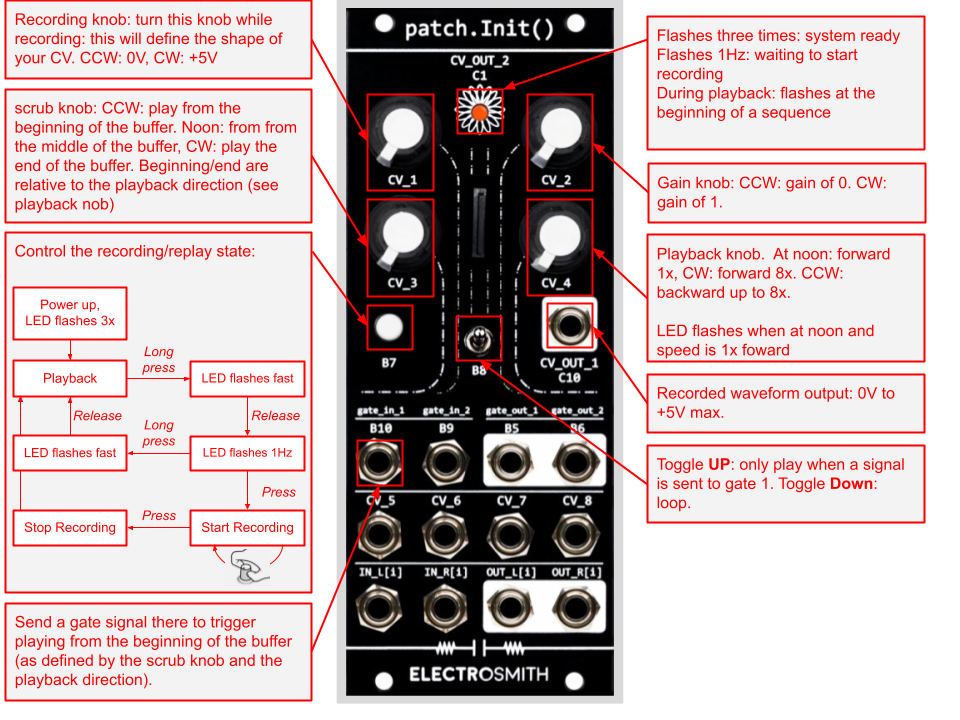 Recording knob: turn this knob while
recording: this will define the shape of
your CV. CCW: 0V, CW: +5V
scrub knob: CCW: play from the
beginning of the buffer. Noon: from from
the middle of the buffer, CW: play the
end of the buffer. Beginning/end are
relative to the playback direction (see
playback nob)
Control the recording/replay state:
Power up,
LED flashes 3x
Playback
Long
press
LED flashes fast
Release
Release
LED flashes fast
Long
press
LED flashes 1Hz
Press
Stop Recording
Press
Start Recording
Send a gate signal there to trigger
playing from the beginning of the buffer
(as defined by the scrub knob and the
playback direction).
patch.Init()
CV_OUT_2
C1
CV_1
CV_2
CV_3
CV_4
B7
B8
CV_OUT_1
C10
gate_in_1
gate_in_2
gate_out_1
gate_out_2
B10
B9
B5
B6
CV_5
CV_6
CV_7
CV_8
IN_L[i]
IN_R[i]
OUT_L[i]
OUT_R[i]
ELECTROSMITH
Flashes three times: system ready
Flashes 1Hz: waiting to start
recording
During playback: flashes at the
beginning of a sequence
Gain knob: CCW: gain of 0. CW:
gain of 1.
Playback knob.  At noon: forward
1x, CW: forward 8x. CCW:
backward up to 8x.
LED flashes when at noon and
speed is 1x foward
Recorded waveform output: 0V to
+5V max.
Toggle UP: only play when a signal
is sent to gate 1. Toggle Down:
loop.